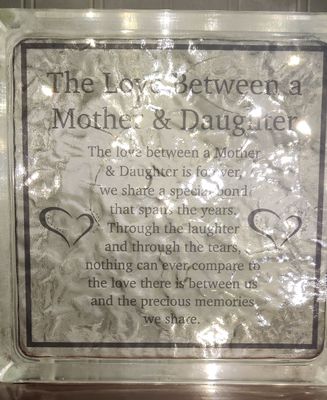 The Love Between a
Mother & Daughter
The love between a Mother
& Daughter is forever,
we share a special bond
that spans the years.
Through the laughter
and through the tears,
nothing can ever compare to
the love there is between us
and the precious memories
we share.